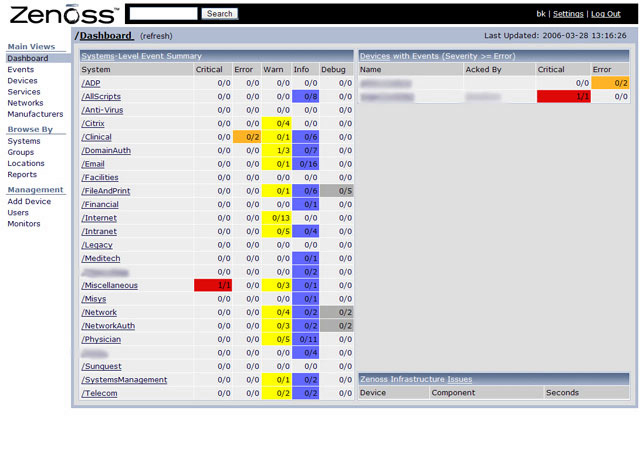 Zenoss™ Search bk | Settings | Log Out
/Dashboard (refresh) Last Updated: 2006-03-28 13:16:26
Main Views
Dashboard
Events
Devices
Services
Networks
Manufacturers
Browse By
Systems
Groups
Locations
Reports
Management
Add Device
Users
Monitors
Systems-Level Event Summary
System Critical Error Warn Info Debug
/ADP 0/0 0/0 0/0 0/0 0/0
/AllScripts 0/0 0/0 0/0 0/8 0/0
/Anti-Virus 0/0 0/0 0/0 0/0 0/0
/Citrix 0/0 0/0 0/4 0/0 0/0
/Clinical 0/0 0/2 0/1 0/6 0/0
/DomainAuth 0/0 0/0 1/3 0/7 0/0
/Email 0/0 0/0 0/1 0/16 0/0
/Facilities 0/0 0/0 0/0 0/0 0/0
/FileAndPrint 0/0 0/0 0/1 0/6 0/5
/Financial 0/0 0/0 0/0 0/1 0/0
/Internet 0/0 0/0 0/13 0/0 0/0
/Intranet 0/0 0/0 0/5 0/4 0/0
/Legacy 0/0 0/0 0/0 0/0 0/0
/Meditech 0/0 0/0 0/0 0/1 0/0
0/0 0/0 0/0 0/2 0/0
/Miscellaneous 1/1 0/0 0/3 0/1 0/0
/Misys 0/0 0/0 0/0 0/1 0/0
/Network 0/0 0/0 0/4 0/2 0/2
/NetworkAuth 0/0 0/0 0/3 0/2 0/2
/Physician 0/0 0/0 0/5 0/11 0/0
0/0 0/0 0/0 0/4 0/0
/Sunquest 0/0 0/0 0/0 0/0 0/0
/SystemsManagement 0/0 0/0 0/1 0/2 0/0
/Telecom 0/0 0/0 0/2 0/2 0/0
Devices with Events (Severity >= Error)
Name Acked By Critical Error
0/0 0/2
1/1 0/0
Zenoss Infrastructure Issues
Device Component Seconds